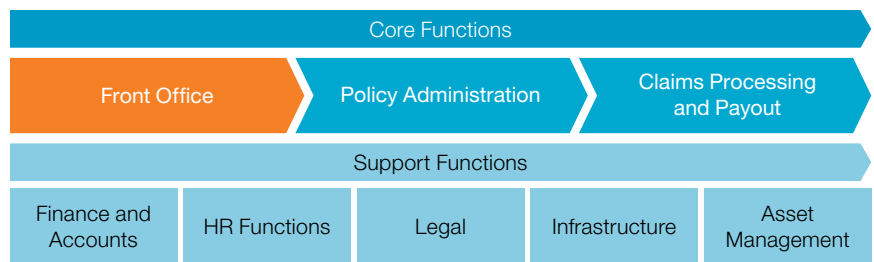 Core Functions
Front Office
Policy Administration
Claims Processing
and Payout
Support Functions
Finance and
Accounts
HR Functions
Legal
Infrastructure
Asset
Management